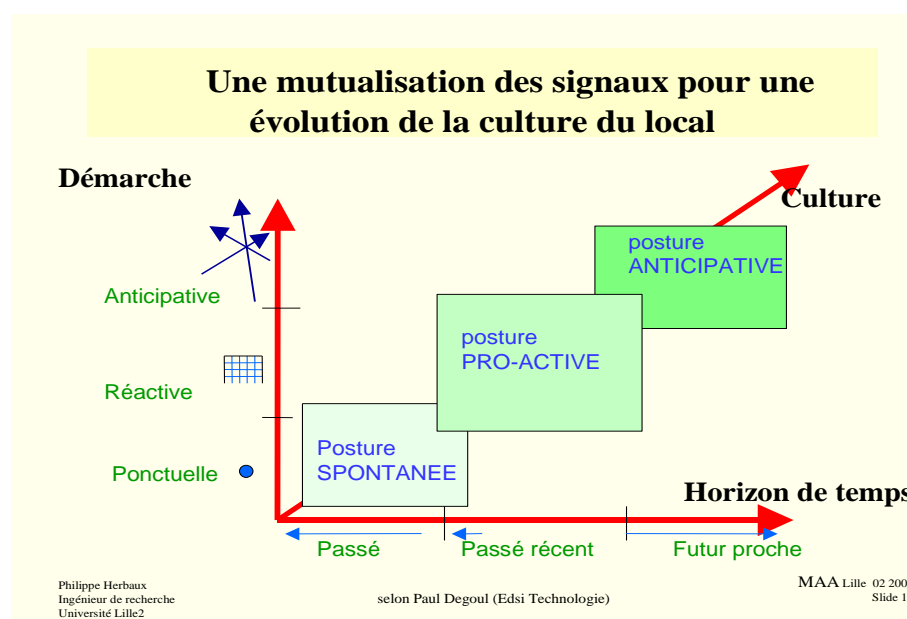 Une mutualisation des signaux pour une
évolution de la culture du local
Démarche
Culture
posture
ANTICIPATIVE
Anticipative
posture
PRO-ACTIVE
Réactive
Posture
SPONTANEE
Ponctuelle
Horizon de temps
Passé
Passé récent
Futur proche
Philippe Herbaux
Ingénieur de recherche
Université Lille2
selon Paul Degoul (Edsi Technologie)
MAA Lille 02 200
Slide 1